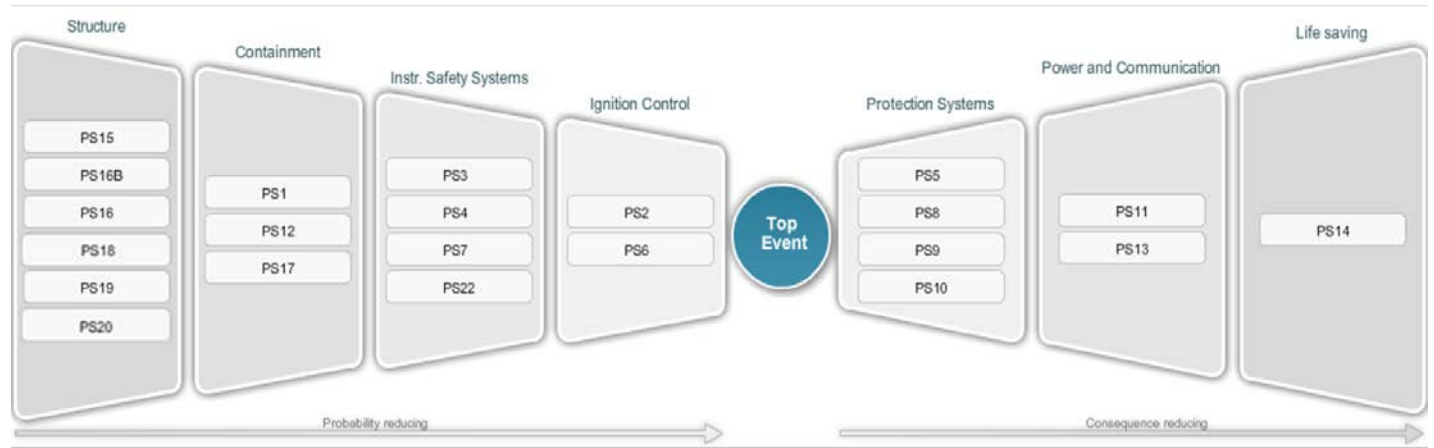 Structure
PS15
PS16B
PS16
PS18
PS19
PS20
Containment
PS1
PS12
PS17
Instr. Safety Systems
PS3
PS4
PS7
PS22
Ignition Control
PS2
PS6
Top
Event
Protection Systems
PS5
PS8
PS9
PS10
Power and Communication
PS11
PS13
Life saving
PS14
Probability reducing
Consequence reducing